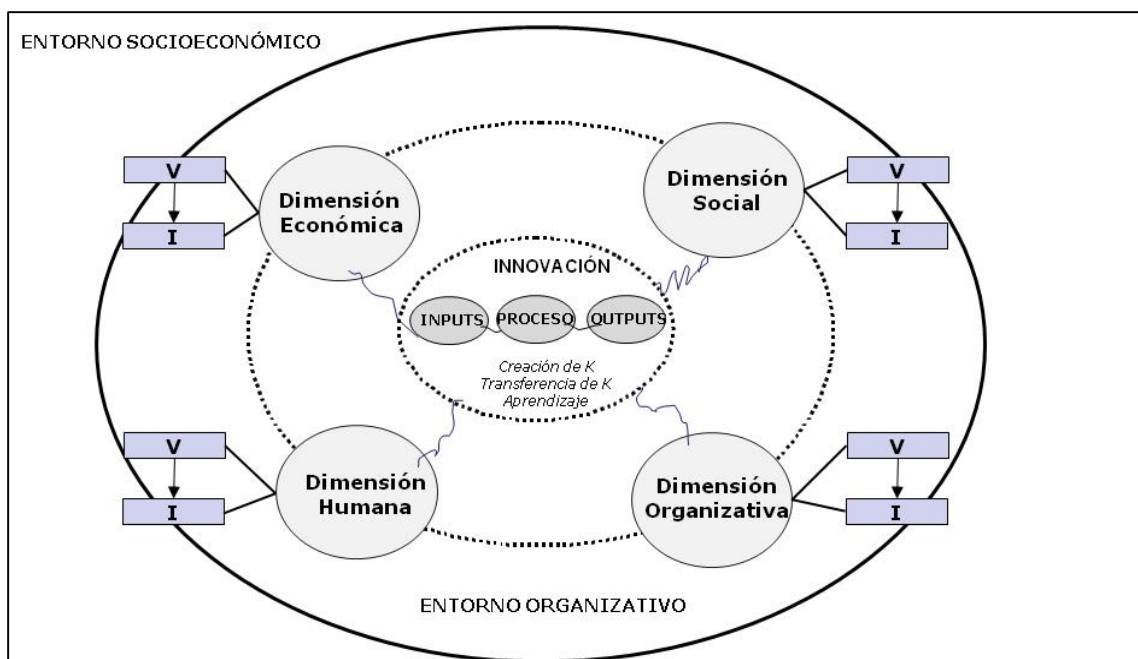 ENTORNO SOCIOECONÓMICO
V
I
Dimensión
Económica
Dimensión
Social
V
I
INNOVACIÓN
INPUTS
PROCESO
OUTPUTS
Creación de K
Transferencia de K
Aprendizaje
V
I
Dimensión
Humana
Dimensión
Organizativa
V
I
ENTORNO ORGANIZATIVO